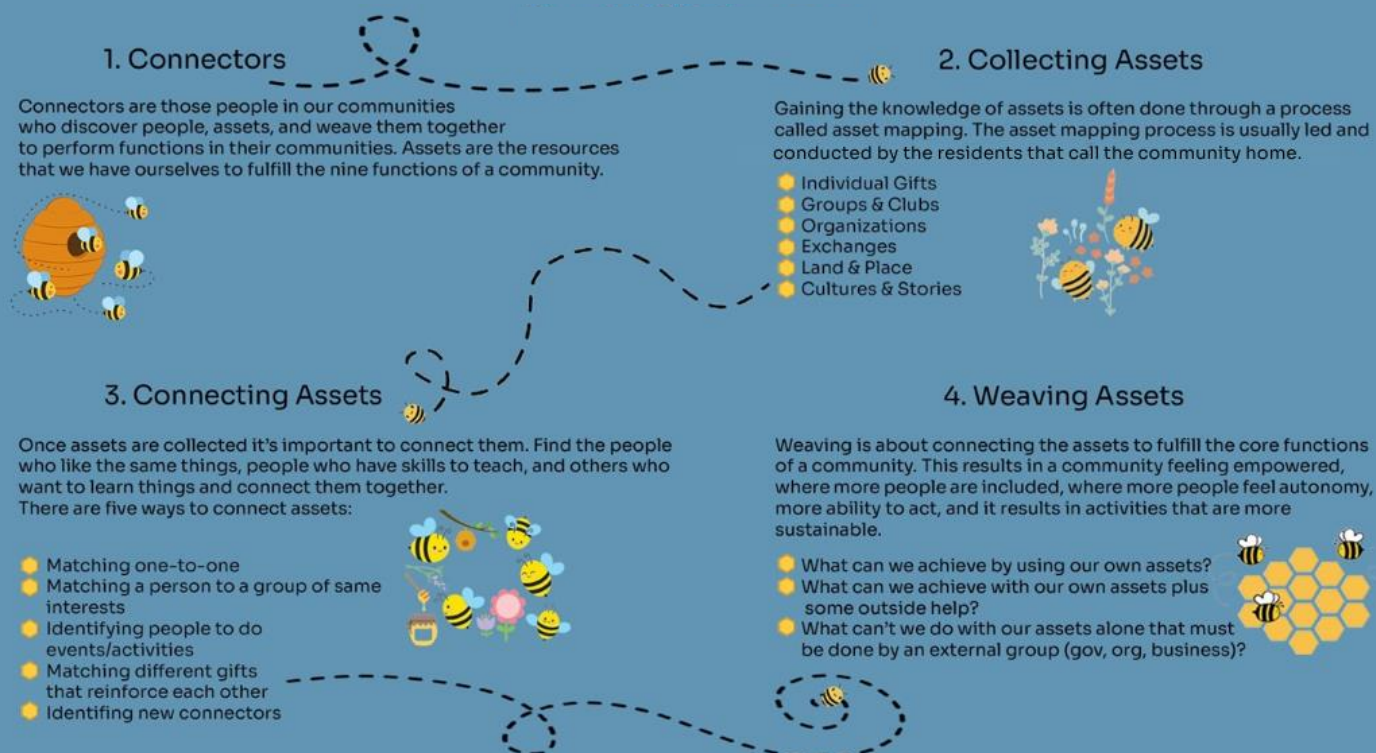 1. Connectors
Connectors are those people in our communities
who discover people, assets, and weave them together
to perform functions in their communities. Assets are the resources
that we have ourselves to fulfill the nine functions of a community.
2. Collecting Assets
Gaining the knowledge of assets is often done through a process
called asset mapping. The asset mapping process is usually led and
conducted by the residents that call the community home.
Individual Gifts
Groups & Clubs
Organizations
Exchanges
Land & Place
Cultures & Stories
3. Connecting Assets
Once assets are collected it's important to connect them. Find the people
who like the same things, people who have skills to teach, and others who
want to learn things and connect them together.
There are five ways to connect assets:
Matching one-to-one
Matching a person to a group of same
interests
Identifying people to do
events/activities
Matching different gifts
that reinforce each other
Identifing new connectors
4. Weaving Assets
Weaving is about connecting the assets to fulfill the core functions
of a community. This results in a community feeling empowered,
where more people are included, where more people feel autonomy,
more ability to act, and it results in activities that are more
sustainable.
What can we achieve by using our own assets?
What can we achieve with our own assets plus
some outside help?
What can't we do with our assets alone that must
be done by an external group (gov, org, business)?